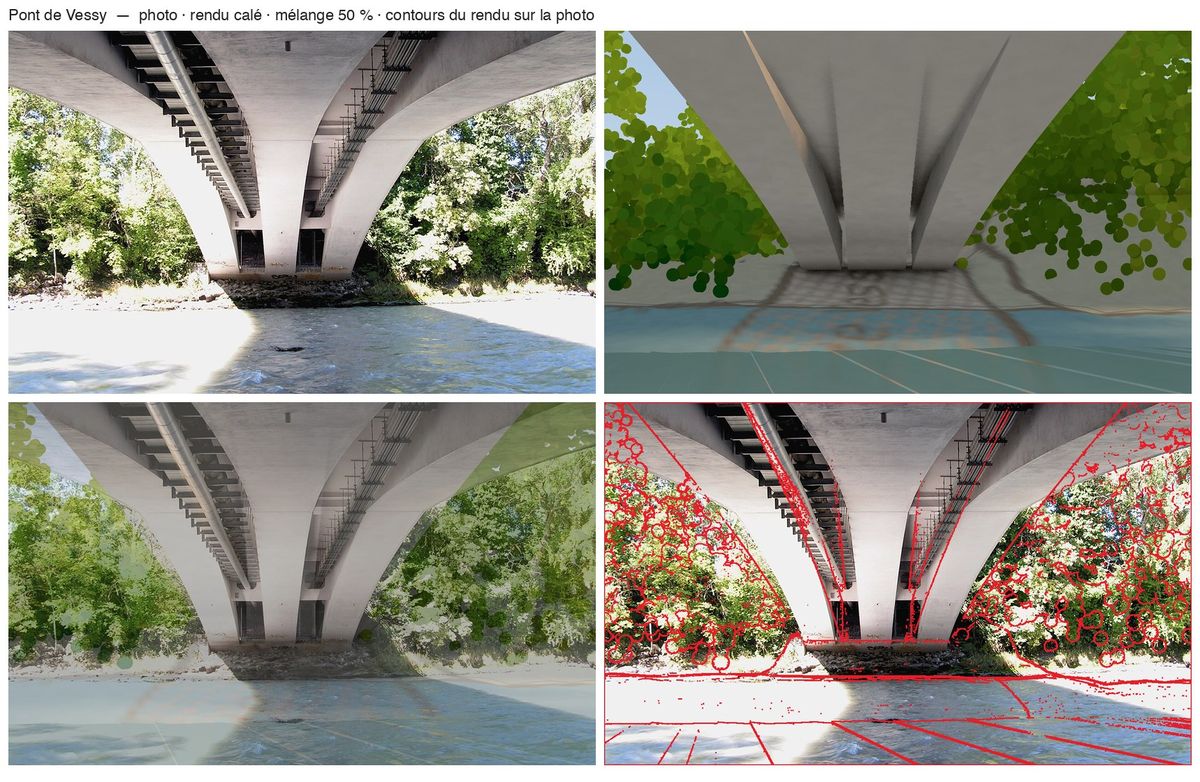 Pont de Vessy — photo · rendu calé · mélange 50 % · contours du rendu sur la photo